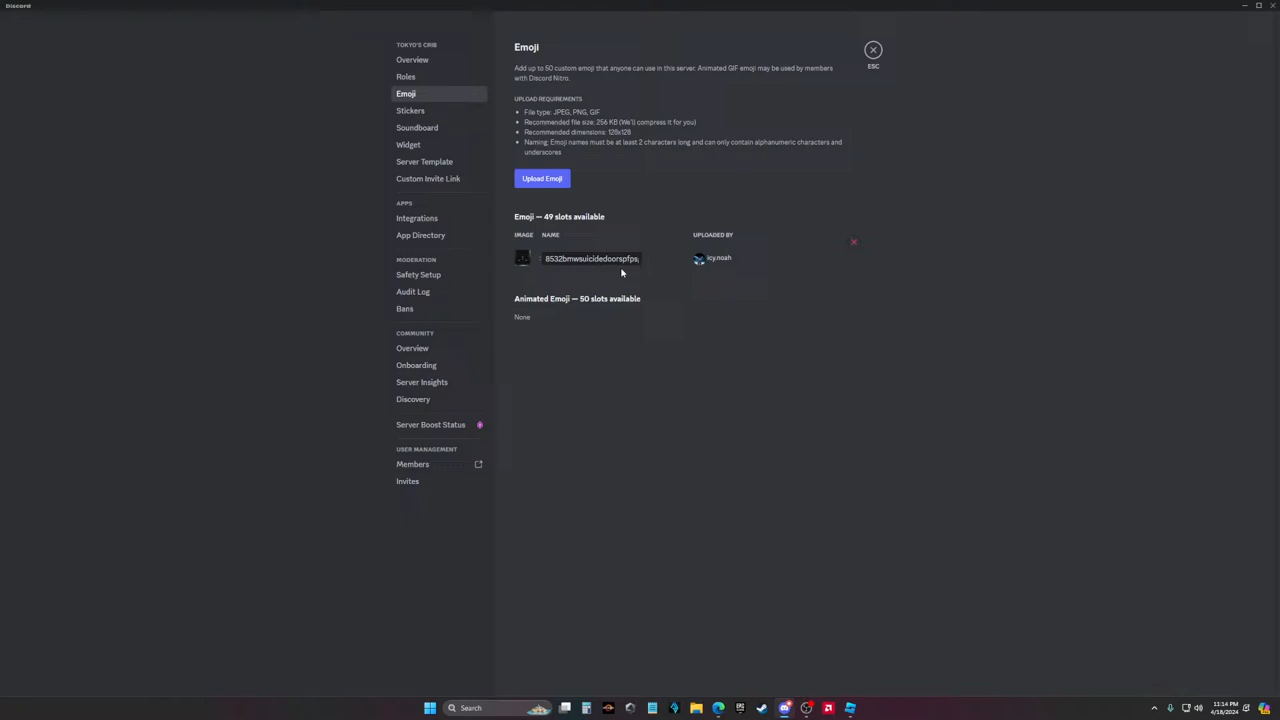 Discord
TOKYO'S CRIB
Overview
Roles
Emoji
Stickers
Soundboard
Widget
Server Template
Custom Invite Link
APPS
Integrations
App Directory
MODERATION
Safety Setup
Audit Log
Bans
COMMUNITY
Overview
Onboarding
Server Insights
Discovery
Server Boost Status
USER MANAGEMENT
Members
Invites
Emoji
ESC
Add up to 50 custom emoji that anyone can use in this server. Animated GIF emoji may be used by members
with Discord Nitro.
UPLOAD REQUIREMENTS
• File type: JPEG, PNG, GIF
• Recommended file size: 256 KB (We'll compress it for you)
• Recommended dimensions: 128x128
• Naming: Emoji names must be at least 2 characters long and can only contain alphanumeric characters and
underscores
Upload Emoji
Emoji — 49 slots available
IMAGE NAME UPLOADED BY
8532bmwsuicidedoorspfps icy.noah
Animated Emoji — 50 slots available
None
Search
11:14 PM
4/18/2024